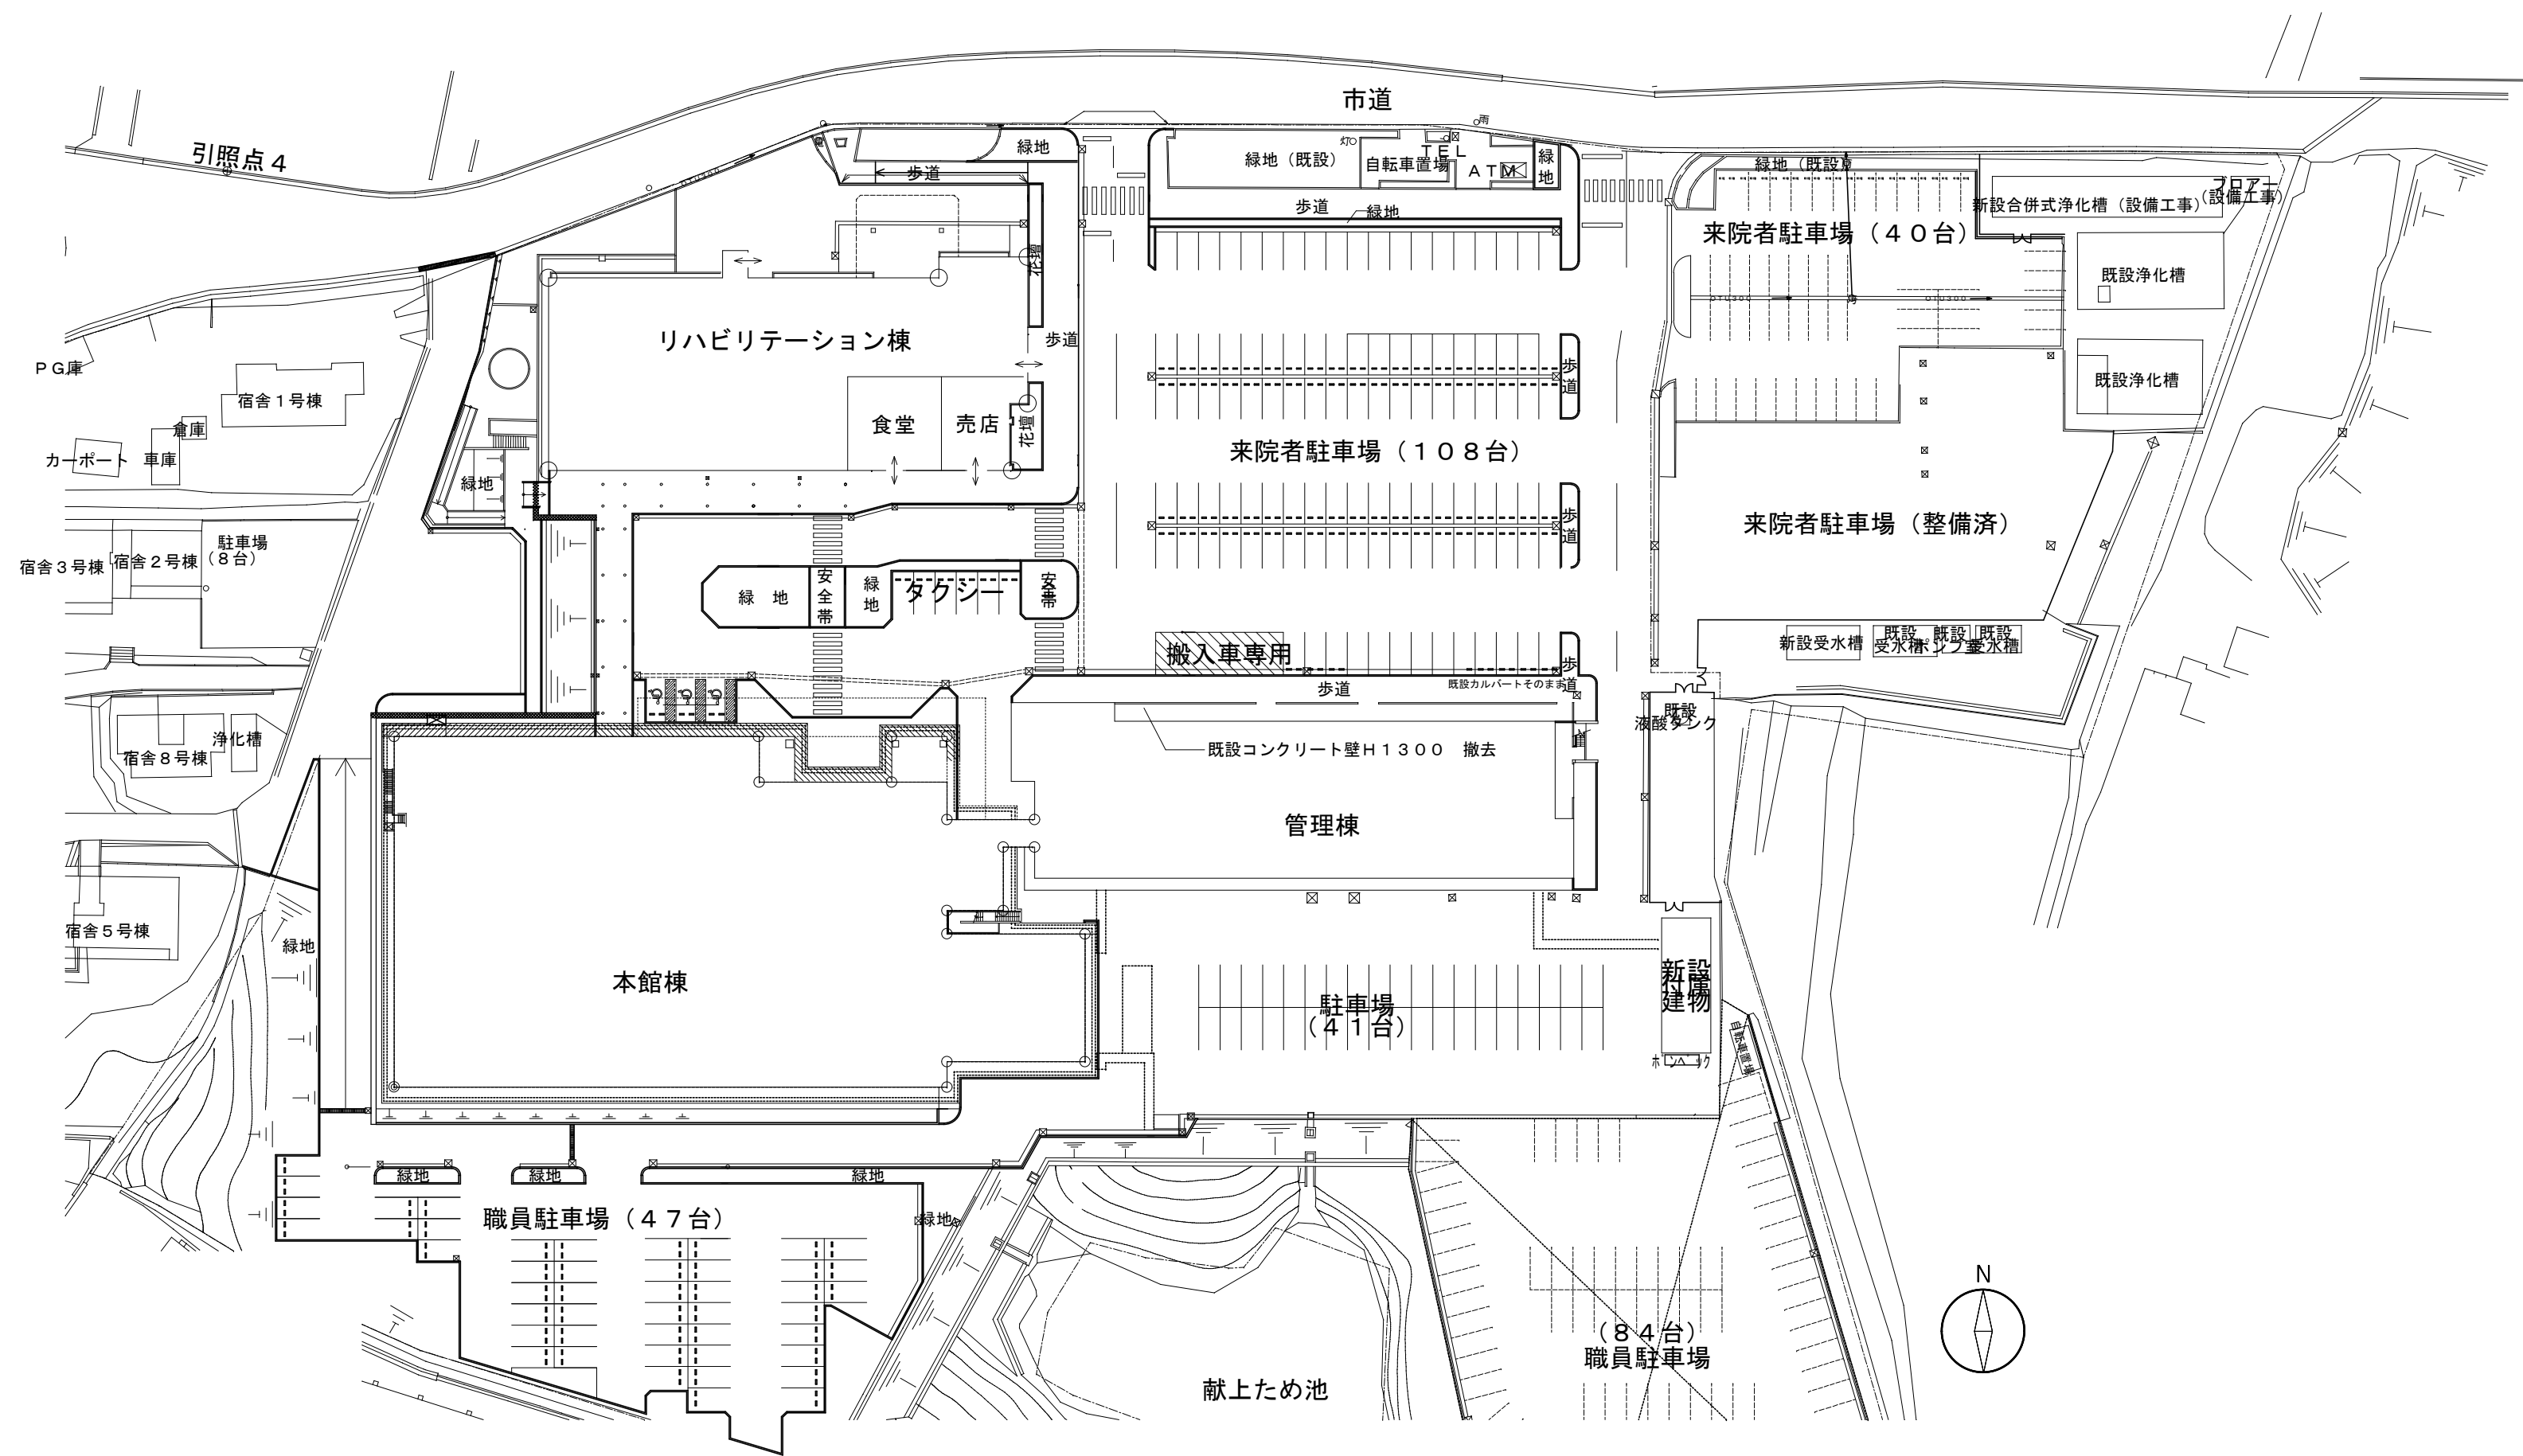 市道
引照点４
緑地
歩道
緑地（既設）
灯
自転車置場
ＴＥＬ
ＡＴＭ
緑地
雨
歩道
緑地
緑地（既設）
新設合併式浄化槽（設備工事）
ブロアー
（設備工事）
来院者駐車場（４０台）
既設浄化槽
花壇
リハビリテーション棟
歩道
ＰＧ庫
宿舎１号棟
倉庫
カーポート
車庫
緑地
食堂
売店
花壇
歩道
既設浄化槽
来院者駐車場（１０８台）
来院者駐車場（整備済）
歩道
宿舎３号棟
宿舎２号棟
駐車場
（８台）
緑　地
安全帯
緑地
タクシー
安全帯
搬入車専用
歩道
既設カルバートそのまま
歩道
新設受水槽
既設
受水槽
既設
ポンプ室
既設
受水槽
既設
液酸タンク
宿舎８号棟
浄化槽
既設コンクリート壁Ｈ１３００　撤去
管理棟
宿舎５号棟
緑地
本館棟
駐車場
（４１台）
新設
付属
建物
自転車置場
緑地
緑地
緑地
職員駐車場（４７台）
緑地
N
（８４台）
職員駐車場
献上ため池